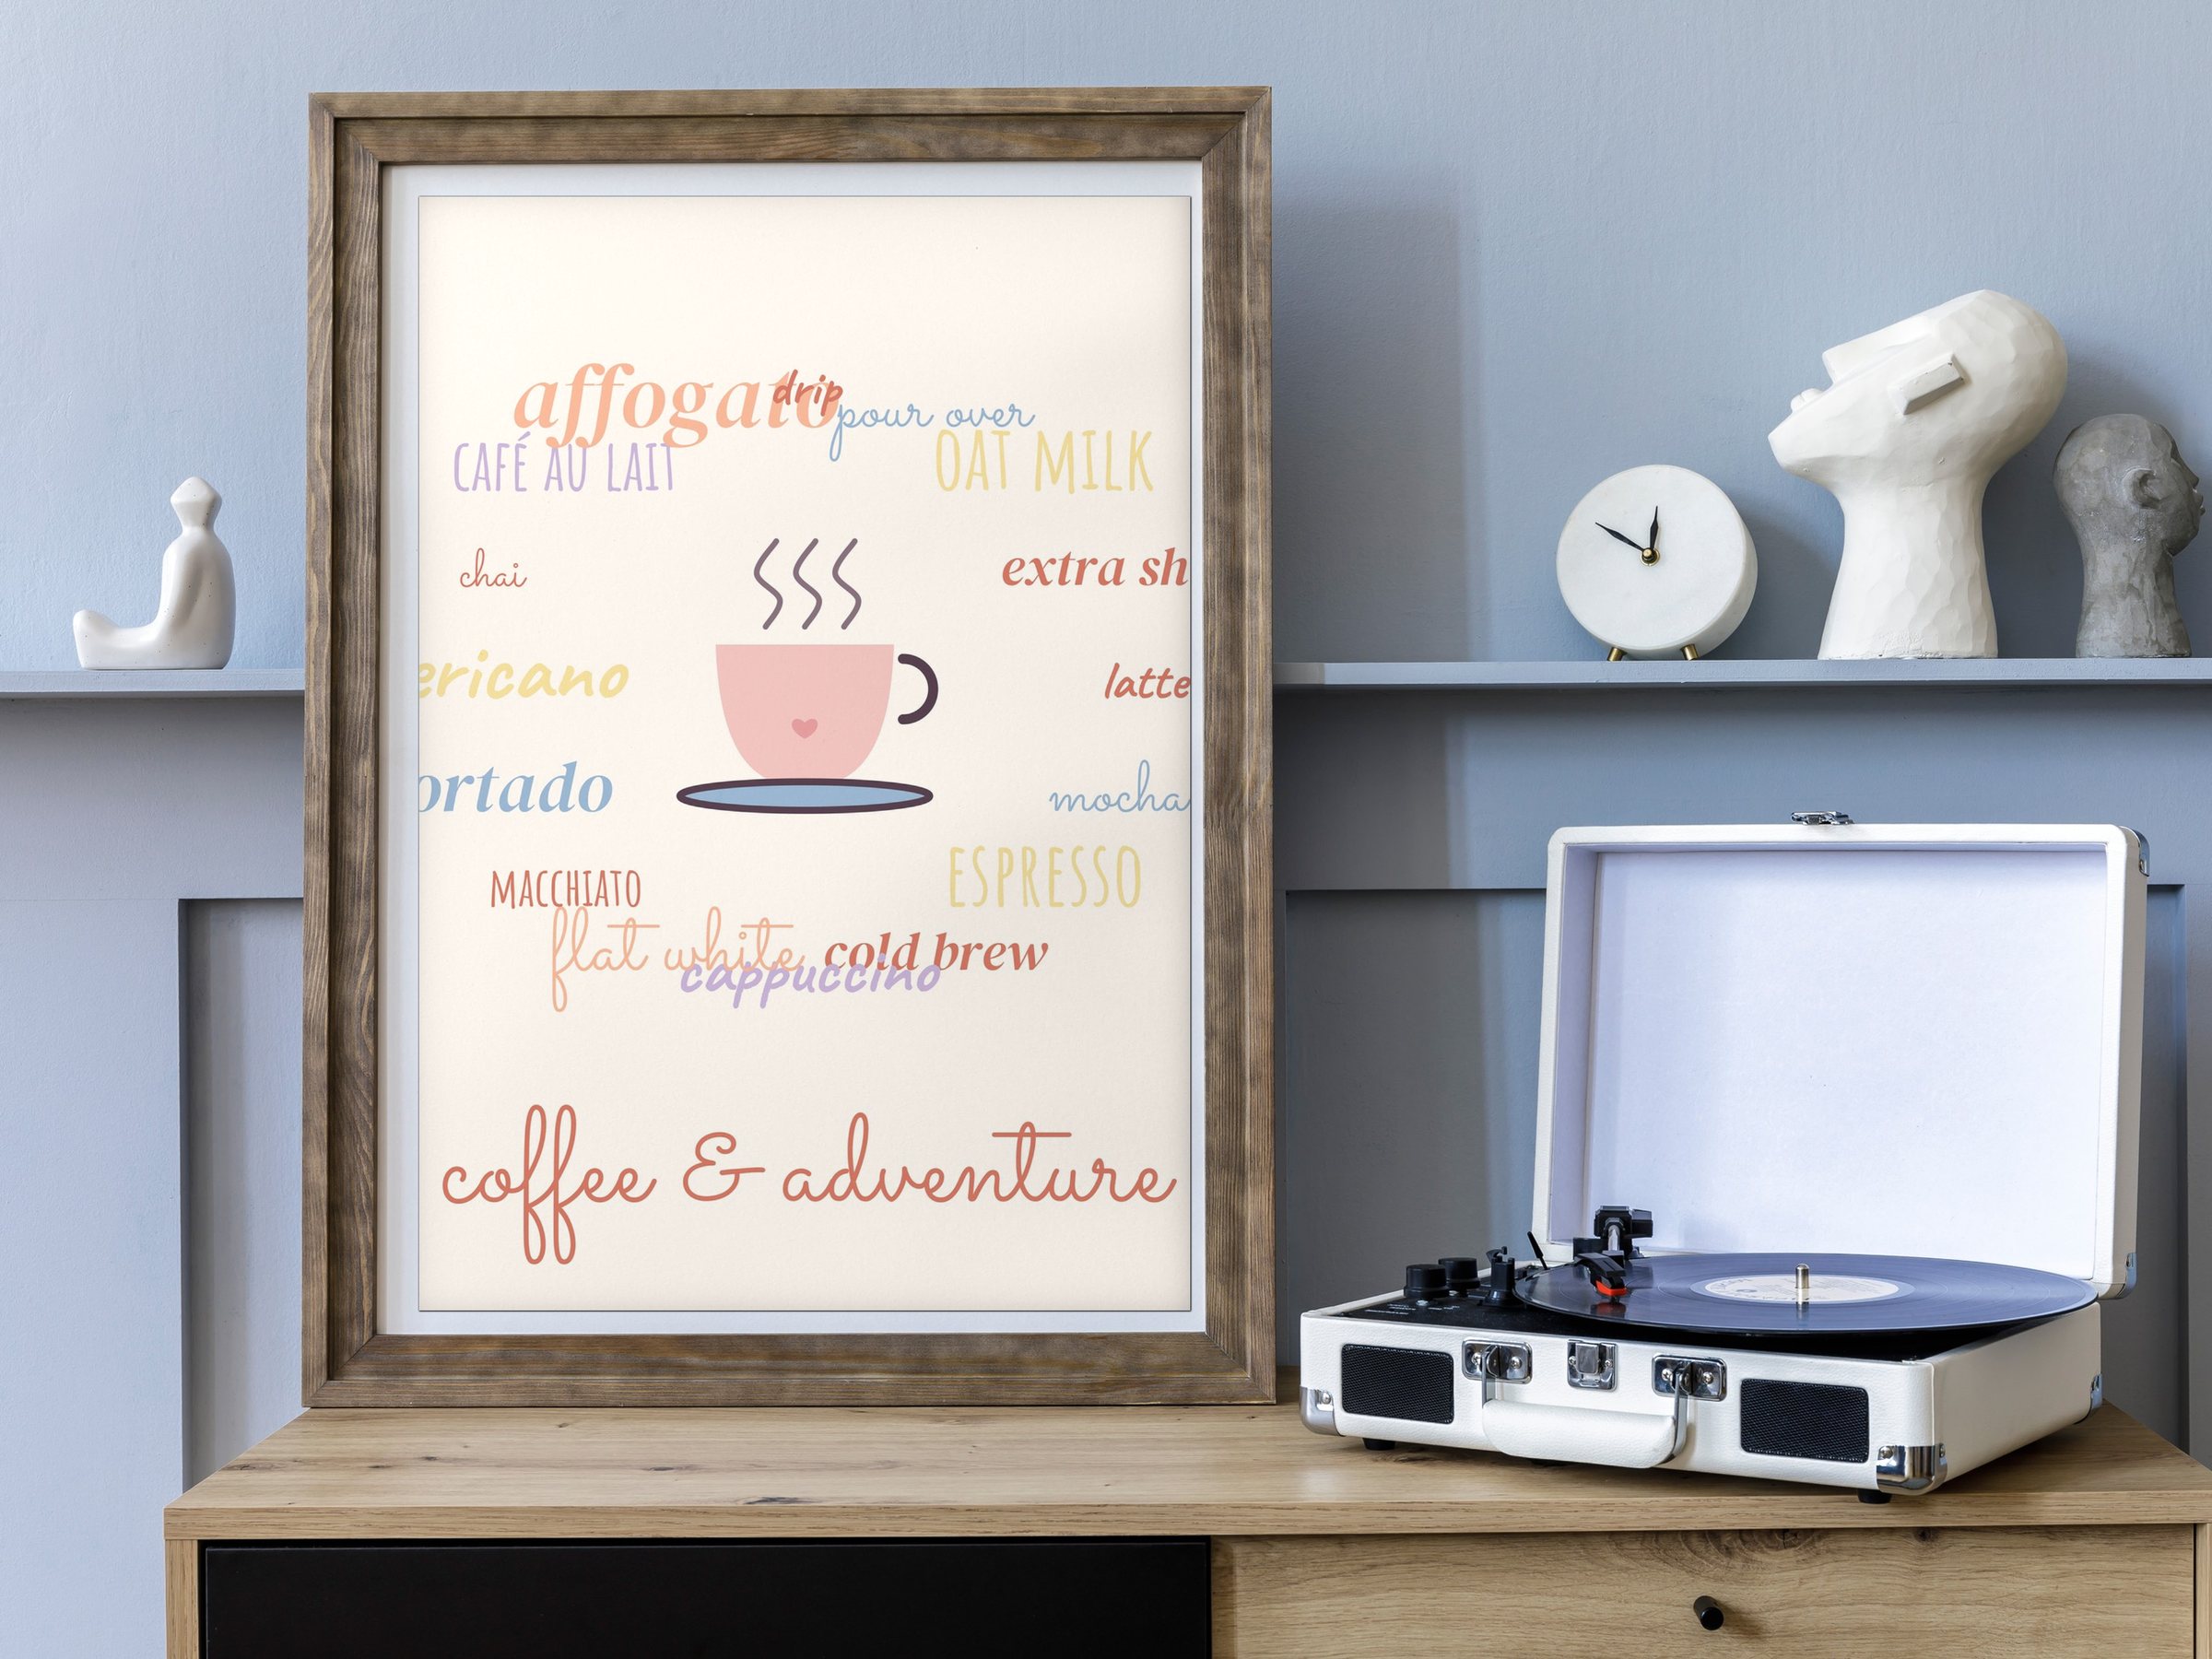 affogato
drip
pour over
CAFÉ AU LAIT
OAT MILK
chai
extra sh
ericano
latte
ortado
mocha
MACCHIATO
ESPRESSO
flat white
cold brew
cappuccino
coffee & adventure